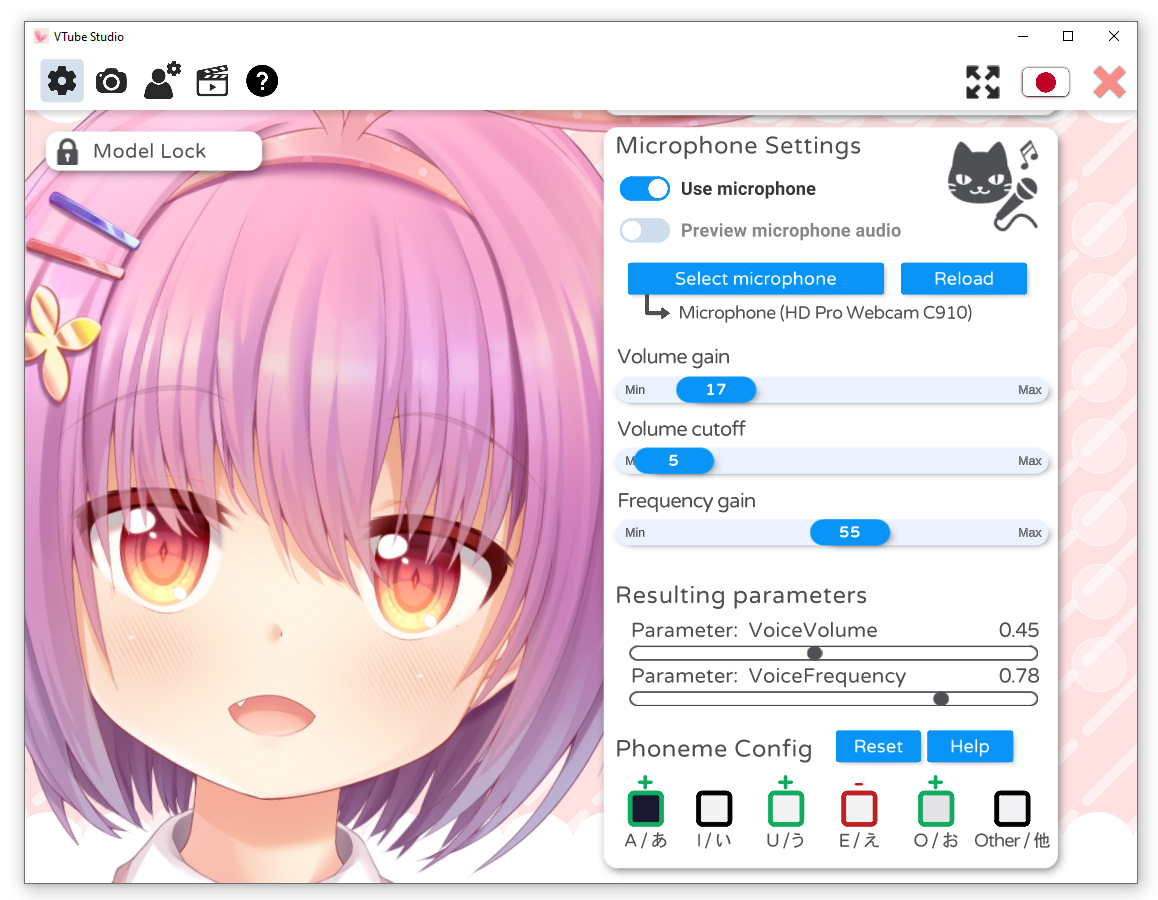 VTube Studio
Model Lock
Microphone Settings
Use microphone
Preview microphone audio
Select microphone Reload
Microphone (HD Pro Webcam C910)
Volume gain
Min 17 Max
Volume cutoff
5 Max
Frequency gain
Min 55 Max
Resulting parameters
Parameter: VoiceVolume 0.45
Parameter: VoiceFrequency 0.78
Phoneme Config Reset Help
+ + - +
A/あ I/い U/う E/え O/お Other/他